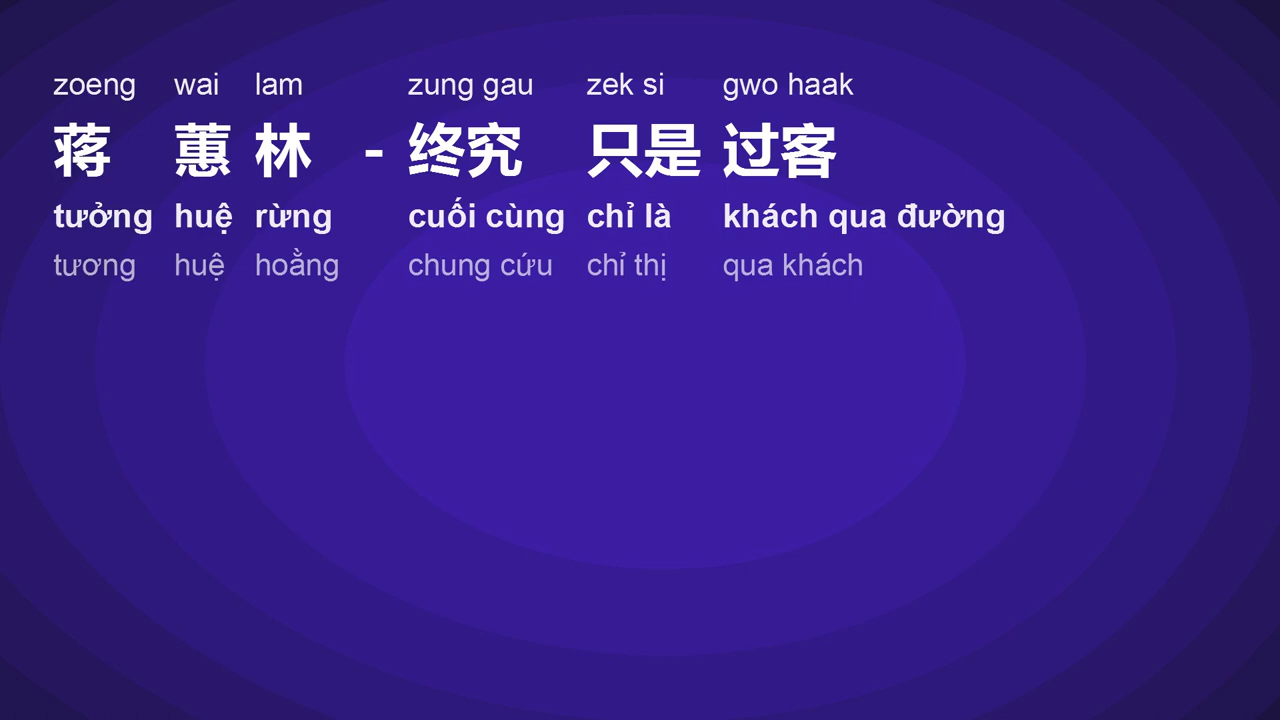 zoeng wai lam zung gau zek si gwo haak
蒋 蕙 林 - 终究 只是 过客
tưởng huệ rừng cuối cùng chỉ là khách qua đường
tương huệ hoằng chung cứu chỉ thị qua khách